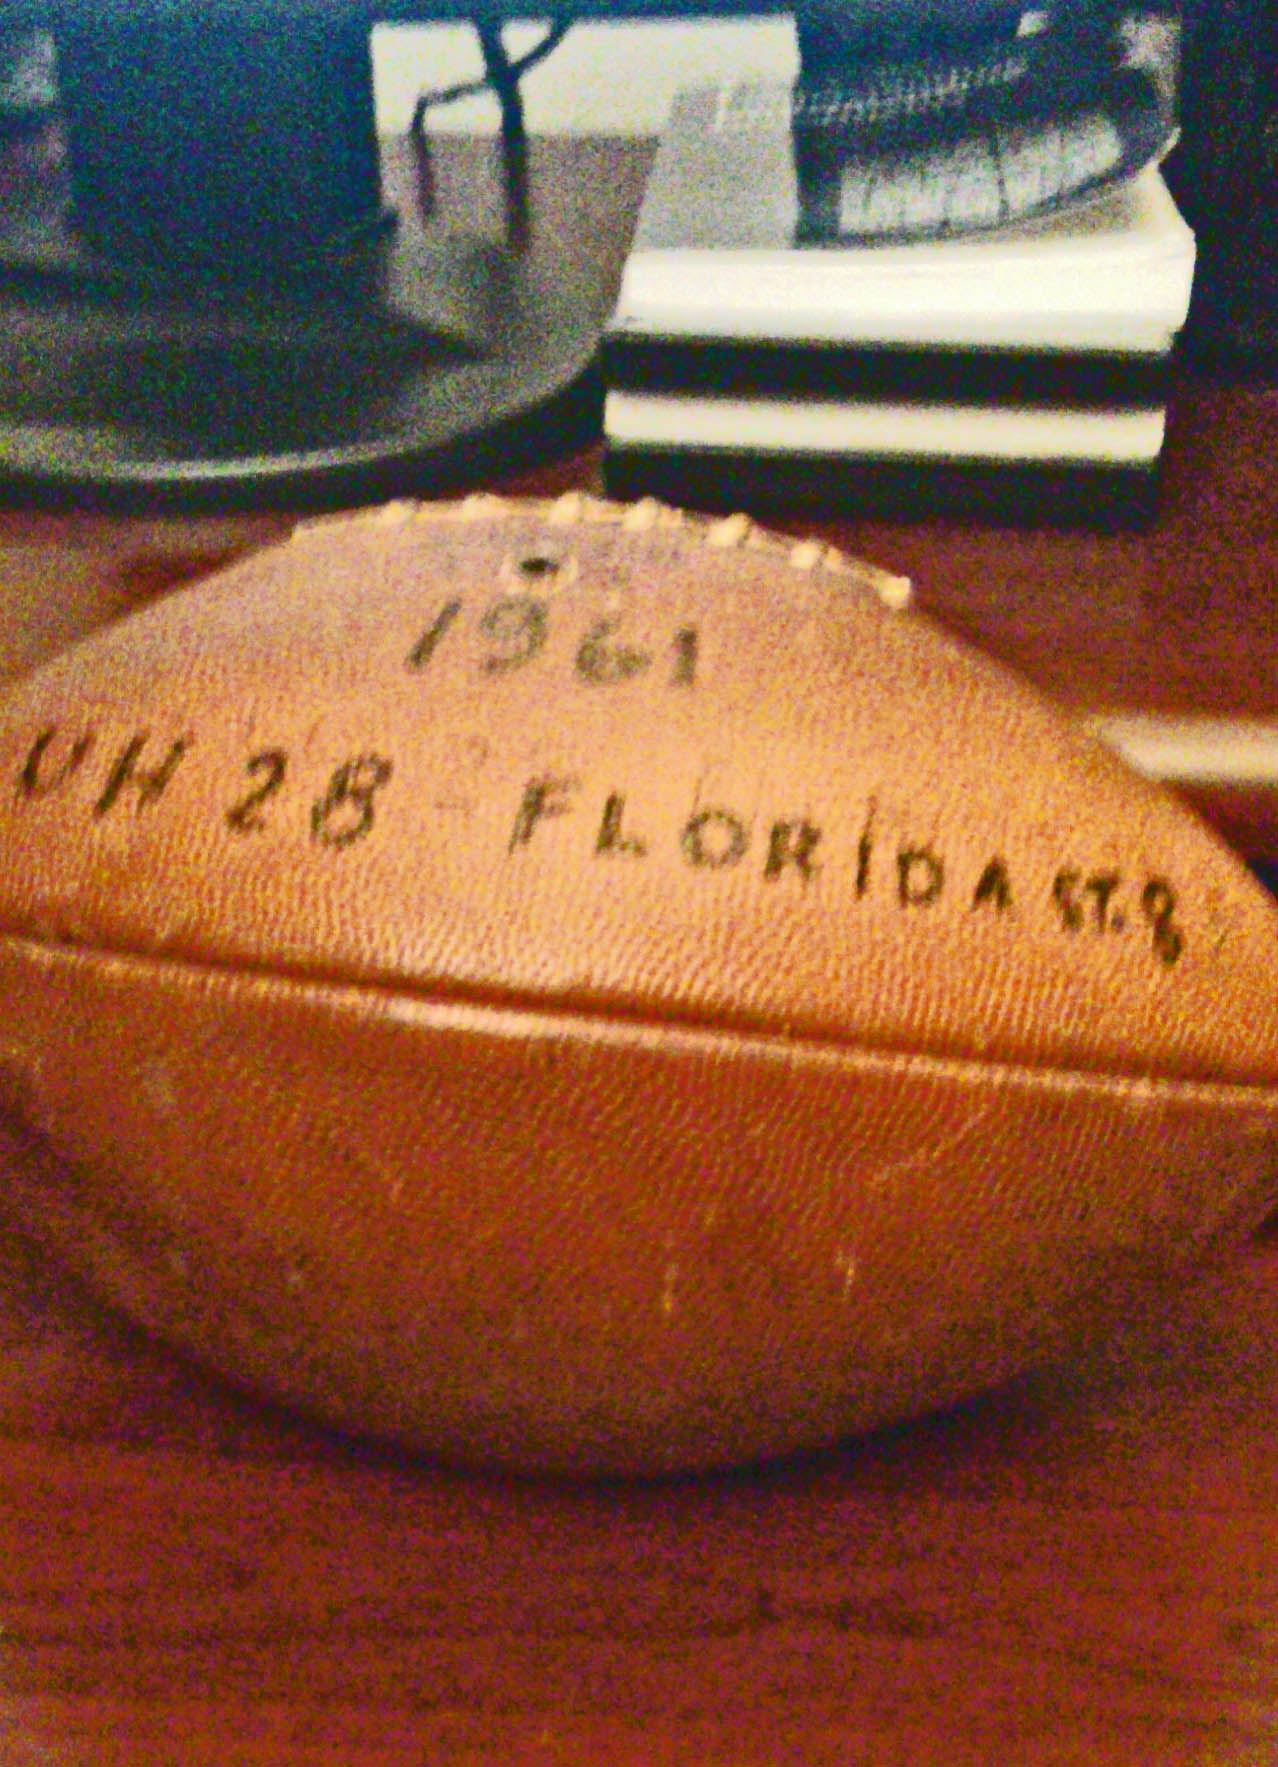 1961
UH 28 - FLORIDA ST. 8